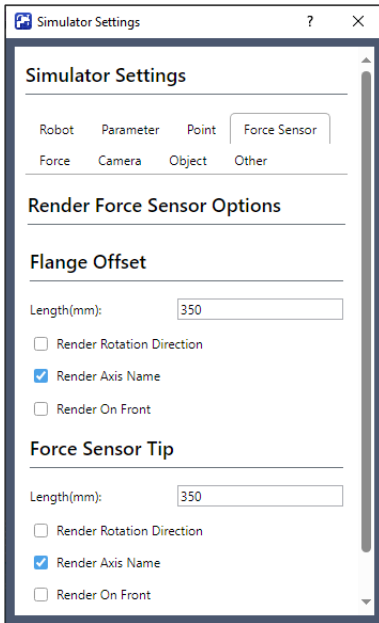 Simulator Settings
?
Simulator Settings
Robot Parameter Point Force Sensor
Force Camera Object Other
Render Force Sensor Options
Flange Offset
Length(mm): 350
Render Rotation Direction
Render Axis Name
Render On Front
Force Sensor Tip
Length(mm): 350
Render Rotation Direction
Render Axis Name
Render On Front